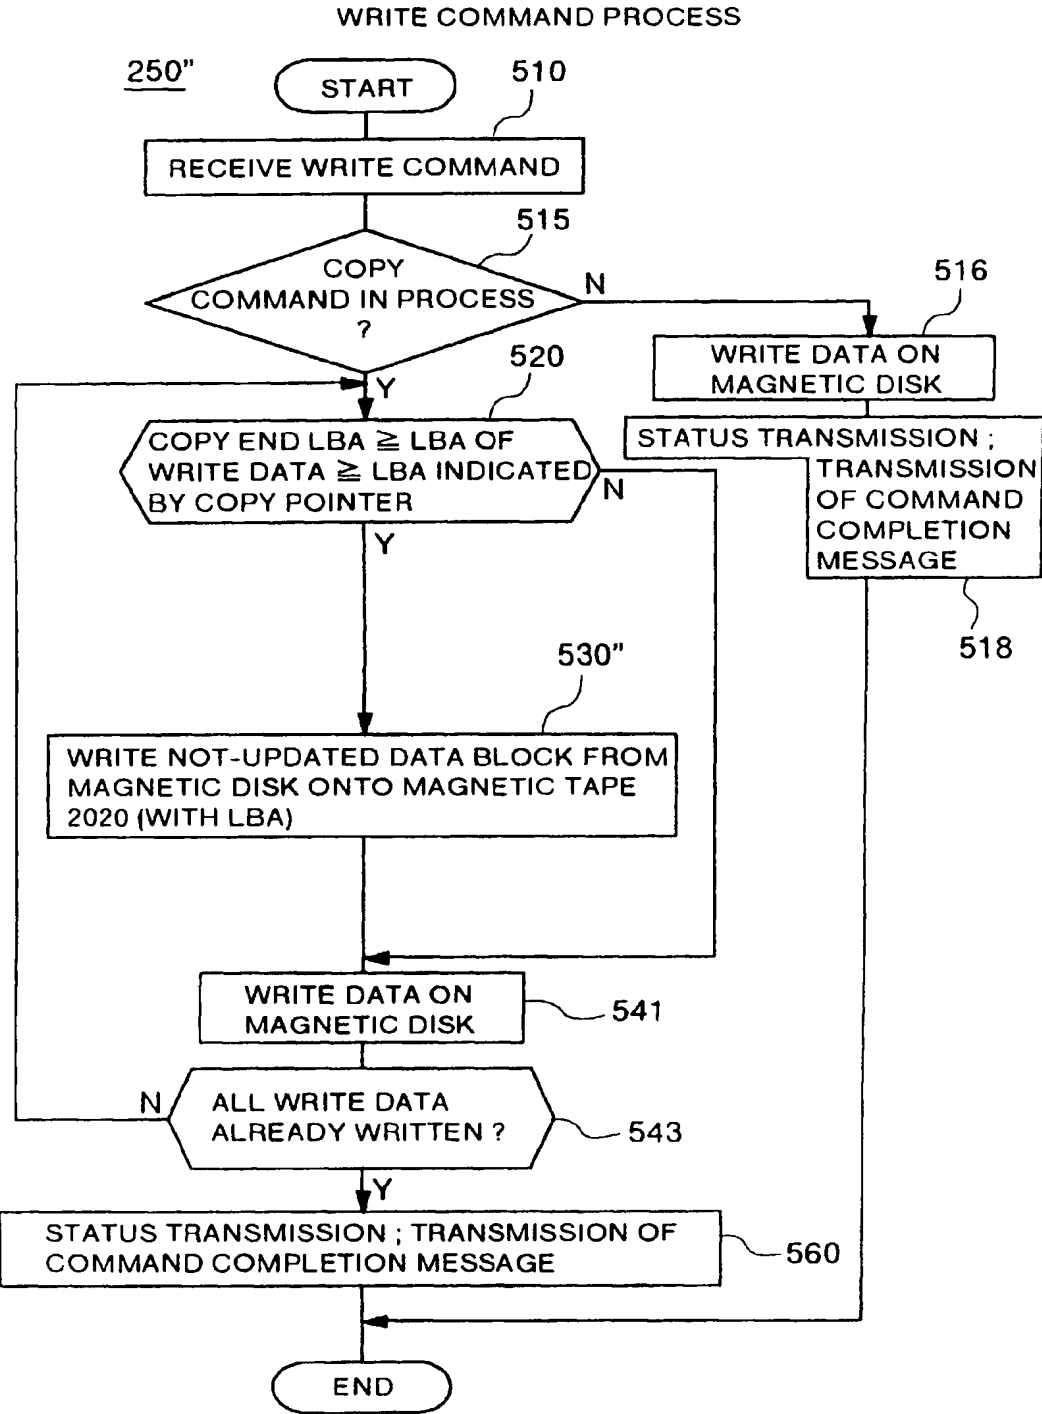 WRITE COMMAND PROCESS
250"
START
510
RECEIVE WRITE COMMAND
515
COPY
COMMAND IN PROCESS
?
N
516
WRITE DATA ON
MAGNETIC DISK
Y
520
COPY END LBA ≧ LBA OF
WRITE DATA ≧ LBA INDICATED
BY COPY POINTER
N
Y
STATUS TRANSMISSION ;
TRANSMISSION
OF COMMAND
COMPLETION
MESSAGE
518
530"
WRITE NOT-UPDATED DATA BLOCK FROM
MAGNETIC DISK ONTO MAGNETIC TAPE
2020 (WITH LBA)
WRITE DATA ON
MAGNETIC DISK
541
N
ALL WRITE DATA
ALREADY WRITTEN ?
543
Y
STATUS TRANSMISSION ; TRANSMISSION OF
COMMAND COMPLETION MESSAGE
560
END